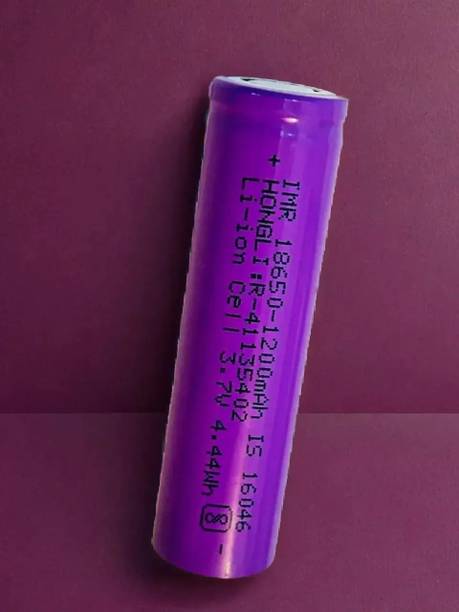 +
IMR 18650-1200mAh IS 16046
HONGLI:R-41135402
Li-ion Cell 3.7V 4.44Wh
-